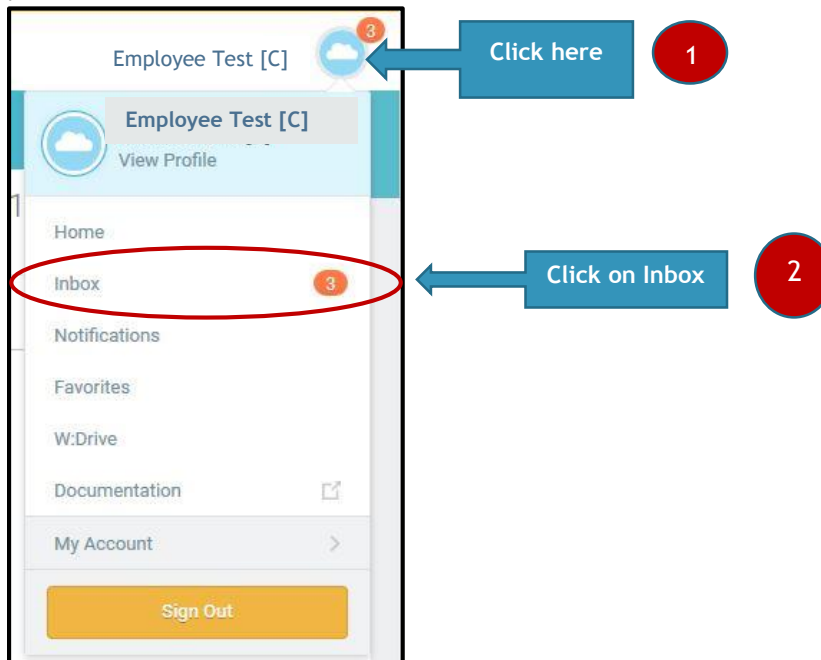 3
Employee Test [C]
Click here
1
Employee Test [C]
View Profile
1
Home
Inbox
3
Click on Inbox
2
Notifications
Favorites
W:Drive
Documentation
My Account
Sign Out